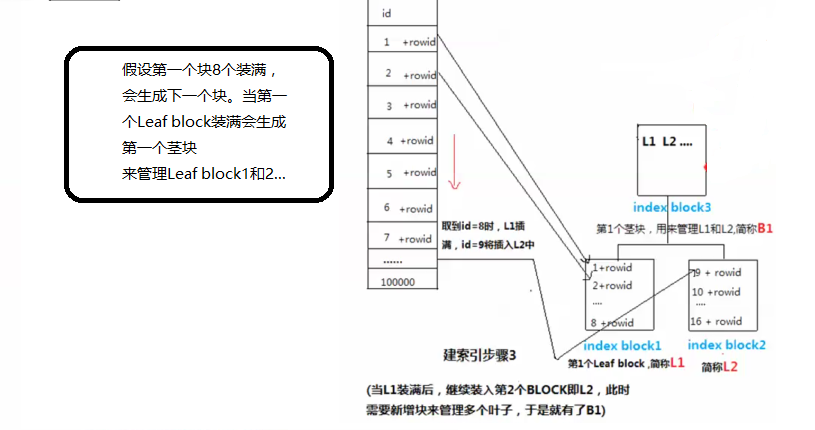 假设第一个块8个装满，
会生成下一个块。当第一
个Leaf block装满会生成
第一个茎块
来管理Leaf block1和2...
id
1 +rowid
2 +rowid
3 +rowid
4 +rowid
5 +rowid
6 +rowid
7 +rowid
......
100000
取到id=8时，L1插
满，id=9将插入L2中
L1 L2 ....
index block3
第1个茎块，用来管理L1和L2,简称B1
1+rowid
2+rowid
....
8 +rowid
index block1
第1个Leaf block ,简称L1
9 + rowid
10 +rowid
....
16 + rowid
index block2
简称L2
建索引步骤3
(当L1装满后，继续装入第2个BLOCK即L2，此时
需要新增块来管理多个叶子，于是就有了B1)